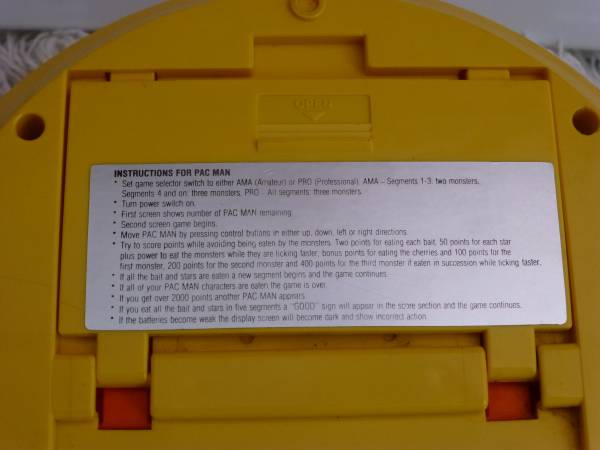 OPEN
INSTRUCTIONS FOR PAC MAN
* Set game selector switch to either AMA (Amateur) or PRO (Professional). AMA – Segments 1-3: two monsters,
Segments 4 and on: three monsters; PRO – All segments: three monsters.
* Turn power switch on.
* First screen shows number of PAC MAN remaining.
* Second screen game begins.
* Move PAC MAN by pressing control buttons in either up, down, left or right directions.
* Try to score points while avoiding being eaten by the monsters. Two points for eating each bait, 50 points for each star
plus power to eat the monsters while they are ticking faster, bonus points for eating the cherries and 100 points for the
first monster, 200 points for the second monster and 400 points for the third monster if eaten in succession while ticking faster.
* If all the bait and stars are eaten a new segment begins and the game continues.
* If all of your PAC MAN characters are eaten the game is over.
* If you get over 2000 points another PAC MAN appears.
* If you eat all the bait and stars in five segments a "GOOD" sign will appear in the score section and the game continues.
* If the batteries become weak the display screen will become dark and show incorrect action.